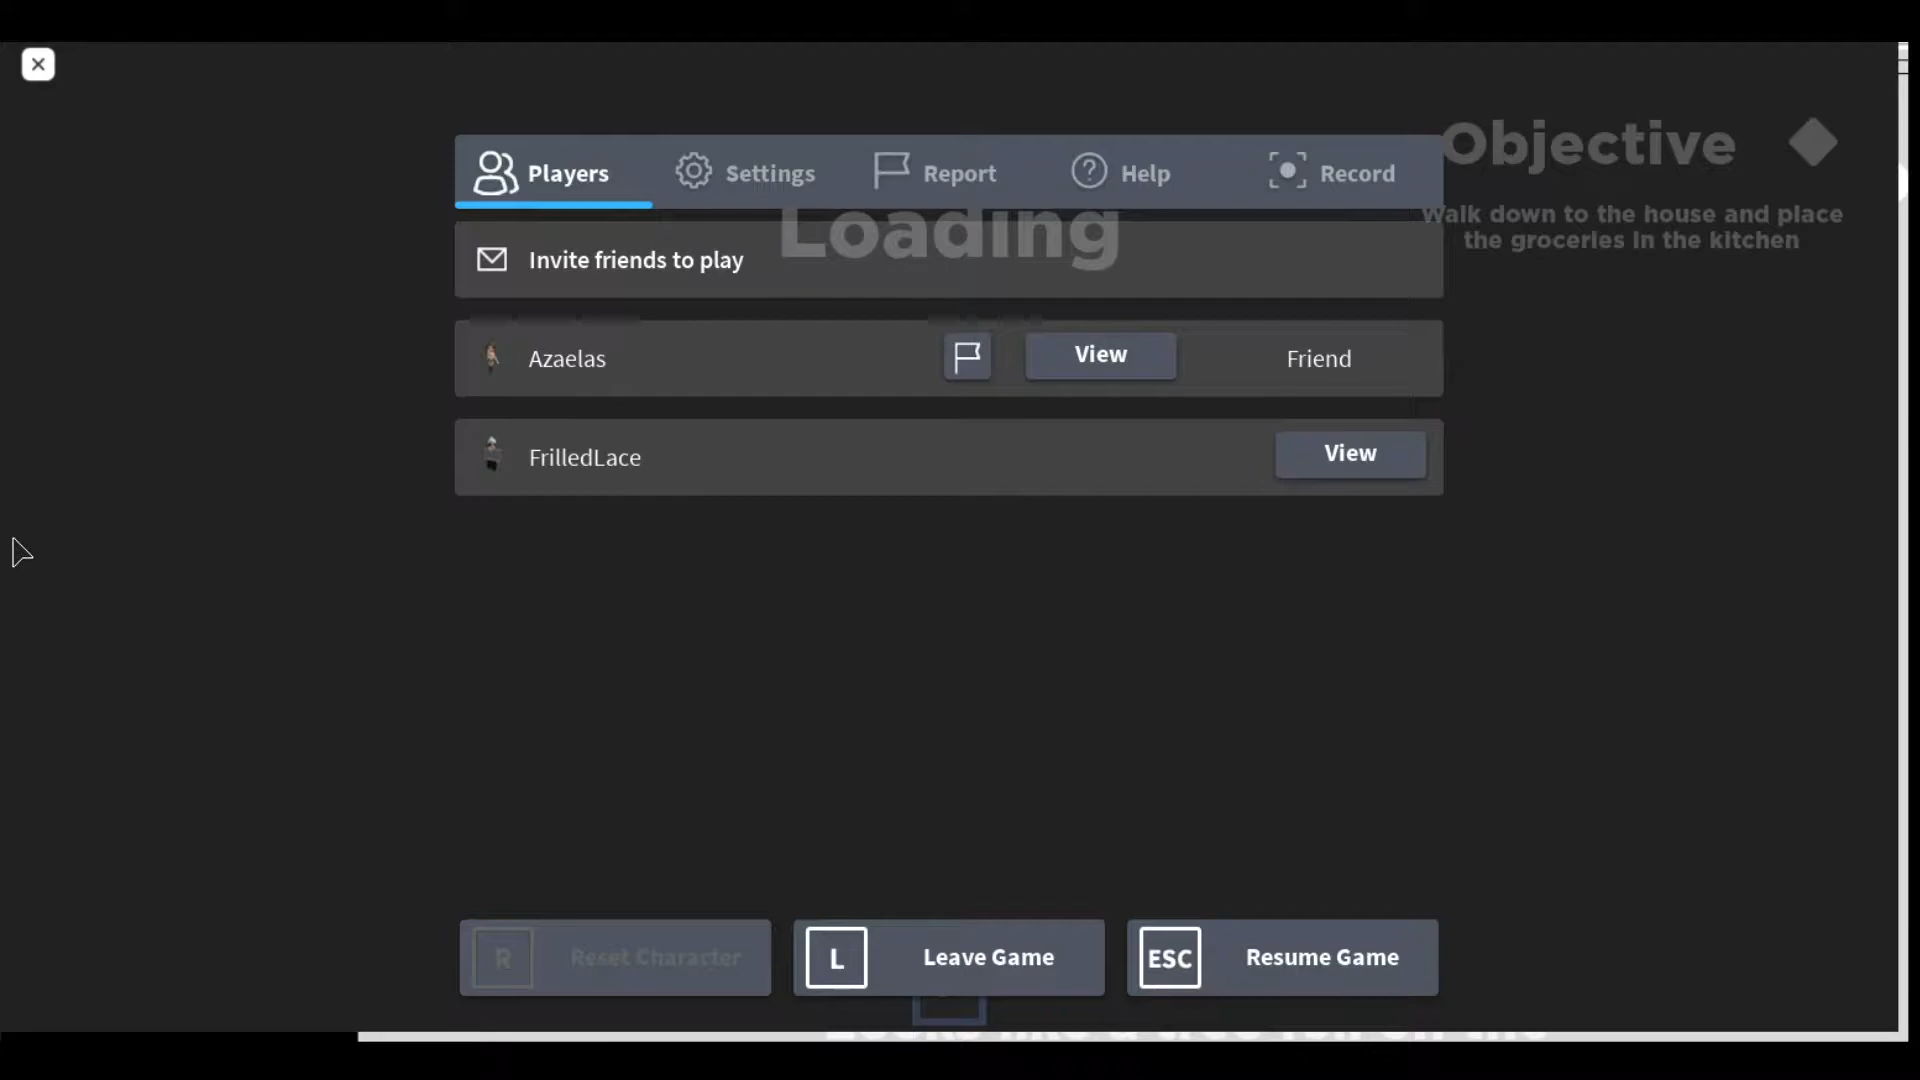 Players
Settings
Report
Help
Record
Objective
Loading
Walk down to the house and place
the groceries in the kitchen
Invite friends to play
Azaelas
View
Friend
FrilledLace
View
R
Reset Character
L
Leave Game
ESC
Resume Game